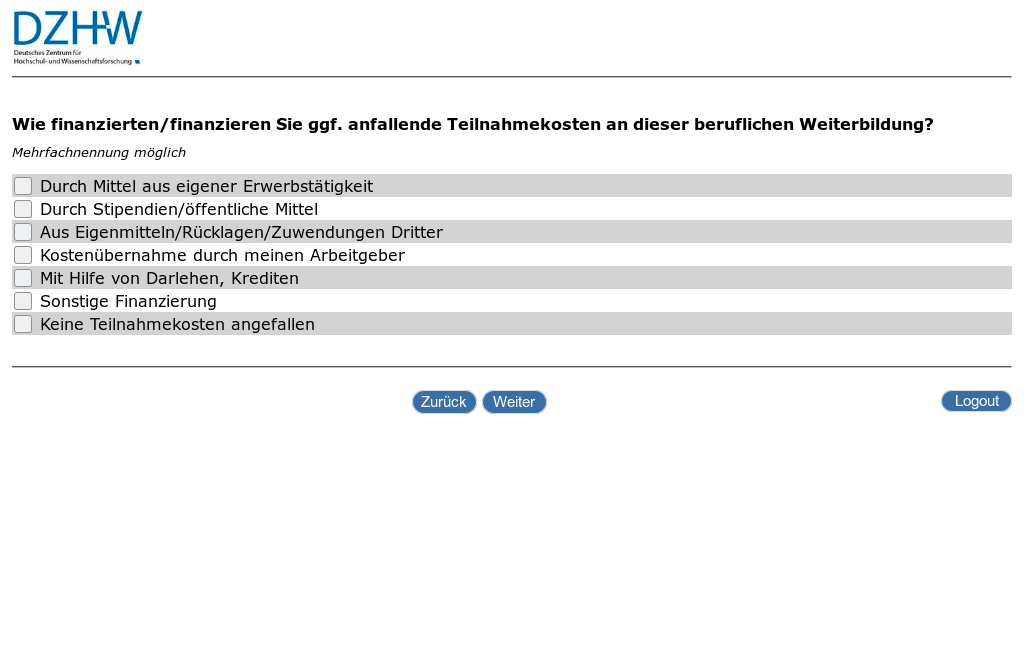 DZHW
Deutsches Zentrum für
Hochschul- und Wissenschaftsforschung
Wie finanzierten/finanzieren Sie ggf. anfallende Teilnahmekosten an dieser beruflichen Weiterbildung?
Mehrfachnennung möglich
Durch Mittel aus eigener Erwerbstätigkeit
Durch Stipendien/öffentliche Mittel
Aus Eigenmitteln/Rücklagen/Zuwendungen Dritter
Kostenübernahme durch meinen Arbeitgeber
Mit Hilfe von Darlehen, Krediten
Sonstige Finanzierung
Keine Teilnahmekosten angefallen
Zurück Weiter Logout